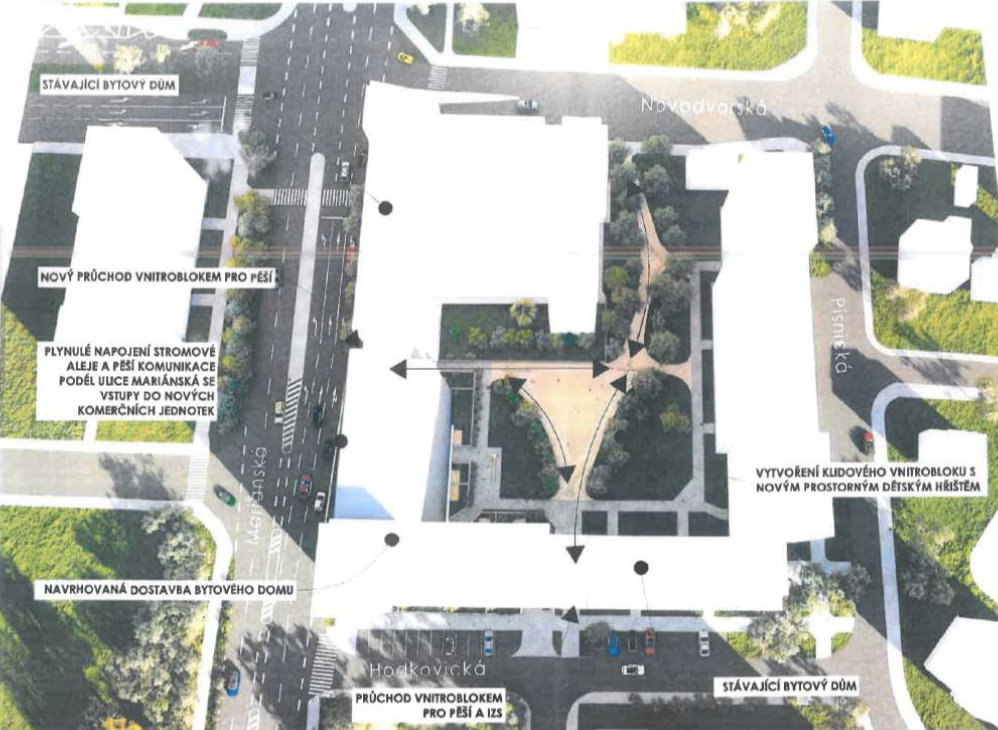 STÁVAJÍCÍ BYTOVÝ DŮM
Novodvorská
NOVÝ PRŮCHOD VNITROBLOKEM PRO PĚŠÍ
PLYNULÉ NAPOJENÍ STROMOVÉ
ALEJE A PĚŠÍ KOMUNIKACE
PODÉL ULICE MARIÁNSKÁ SE
VSTUPY DO NOVÝCH
KOMERČNÍCH JEDNOTEK
Písnická
Mariánská
VYTVOŘENÍ KLIDOVÉHO VNITROBLOKU S
NOVÝM PROSTORNÝM DĚTSKÝM HŘIŠTĚM
NAVRHOVANÁ DOSTAVBA BYTOVÉHO DOMU
Hodkovická
STÁVAJÍCÍ BYTOVÝ DŮM
PRŮCHOD VNITROBLOKEM
PRO PĚŠÍ A IZS